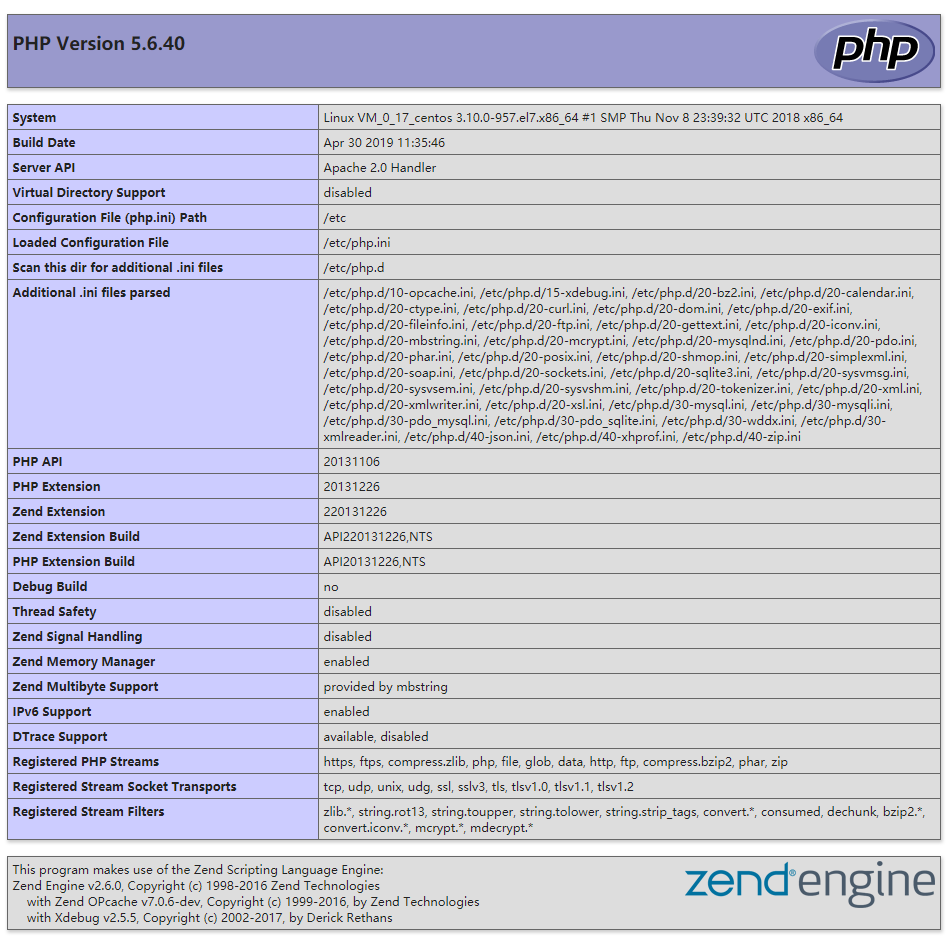 PHP Version 5.6.40
php
System Linux VM_0_17_centos 3.10.0-957.el7.x86_64 #1 SMP Thu Nov 8 23:39:32 UTC 2018 x86_64
Build Date Apr 30 2019 11:35:46
Server API Apache 2.0 Handler
Virtual Directory Support disabled
Configuration File (php.ini) Path /etc
Loaded Configuration File /etc/php.ini
Scan this dir for additional .ini files /etc/php.d
Additional .ini files parsed /etc/php.d/10-opcache.ini, /etc/php.d/15-xdebug.ini, /etc/php.d/20-bz2.ini, /etc/php.d/20-calendar.ini,
/etc/php.d/20-ctype.ini, /etc/php.d/20-curl.ini, /etc/php.d/20-dom.ini, /etc/php.d/20-exif.ini,
/etc/php.d/20-fileinfo.ini, /etc/php.d/20-ftp.ini, /etc/php.d/20-gettext.ini, /etc/php.d/20-iconv.ini,
/etc/php.d/20-mbstring.ini, /etc/php.d/20-mcrypt.ini, /etc/php.d/20-mysqlnd.ini, /etc/php.d/20-pdo.ini,
/etc/php.d/20-phar.ini, /etc/php.d/20-posix.ini, /etc/php.d/20-shmop.ini, /etc/php.d/20-simplexml.ini,
/etc/php.d/20-soap.ini, /etc/php.d/20-sockets.ini, /etc/php.d/20-sqlite3.ini, /etc/php.d/20-sysvmsg.ini,
/etc/php.d/20-sysvsem.ini, /etc/php.d/20-sysvshm.ini, /etc/php.d/20-tokenizer.ini, /etc/php.d/20-xml.ini,
/etc/php.d/20-xmlwriter.ini, /etc/php.d/20-xsl.ini, /etc/php.d/30-mysql.ini, /etc/php.d/30-mysqli.ini,
/etc/php.d/30-pdo_mysql.ini, /etc/php.d/30-pdo_sqlite.ini, /etc/php.d/30-wddx.ini, /etc/php.d/30-
xmlreader.ini, /etc/php.d/40-json.ini, /etc/php.d/40-xhprof.ini, /etc/php.d/40-zip.ini
PHP API 20131106
PHP Extension 20131226
Zend Extension 220131226
Zend Extension Build API220131226,NTS
PHP Extension Build API20131226,NTS
Debug Build no
Thread Safety disabled
Zend Signal Handling disabled
Zend Memory Manager enabled
Zend Multibyte Support provided by mbstring
IPv6 Support enabled
DTrace Support available, disabled
Registered PHP Streams https, ftps, compress.zlib, php, file, glob, data, http, ftp, compress.bzip2, phar, zip
Registered Stream Socket Transports tcp, udp, unix, udg, ssl, sslv3, tls, tlsv1.0, tlsv1.1, tlsv1.2
Registered Stream Filters zlib.*, string.rot13, string.toupper, string.tolower, string.strip_tags, convert.*, consumed, dechunk, bzip2.*,
convert.iconv.*, mcrypt.*, mdecrypt.*
This program makes use of the Zend Scripting Language Engine:
Zend Engine v2.6.0, Copyright (c) 1998-2016 Zend Technologies
with Zend OPcache v7.0.6-dev, Copyright (c) 1999-2016, by Zend Technologies
with Xdebug v2.5.5, Copyright (c) 2002-2017, by Derick Rethans
zend® engine